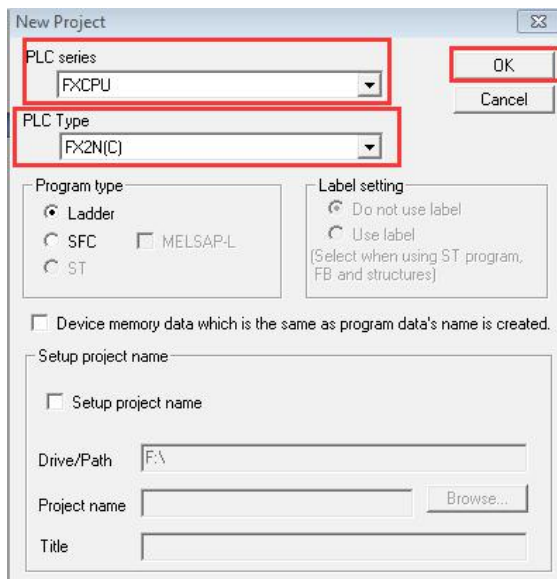 New Project
PLC series
FXCPU
OK
Cancel
PLC Type
FX2N(C)
Program type
Ladder
SFC
MELSAP-L
ST
Label setting
Do not use label
Use label
(Select when using ST program,
FB and structures)
Device memory data which is the same as program data's name is created.
Setup project name
Setup project name
Drive/Path
F:\
Project name
Browse...
Title